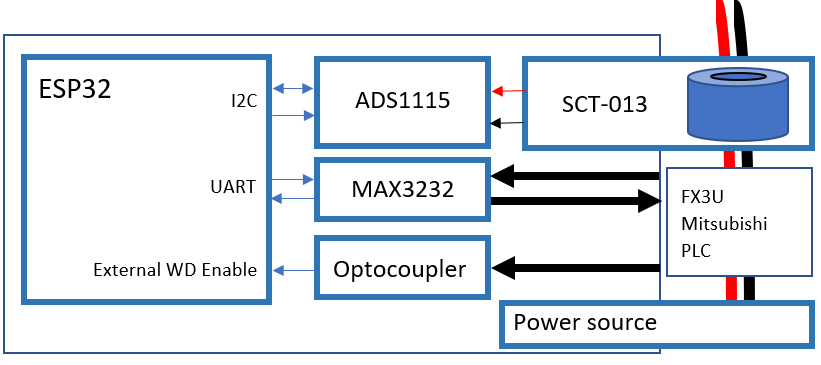 ESP32
I2C
ADS1115
SCT-013
UART
MAX3232
FX3U
Mitsubishi
PLC
External WD Enable
Optocoupler
Power source